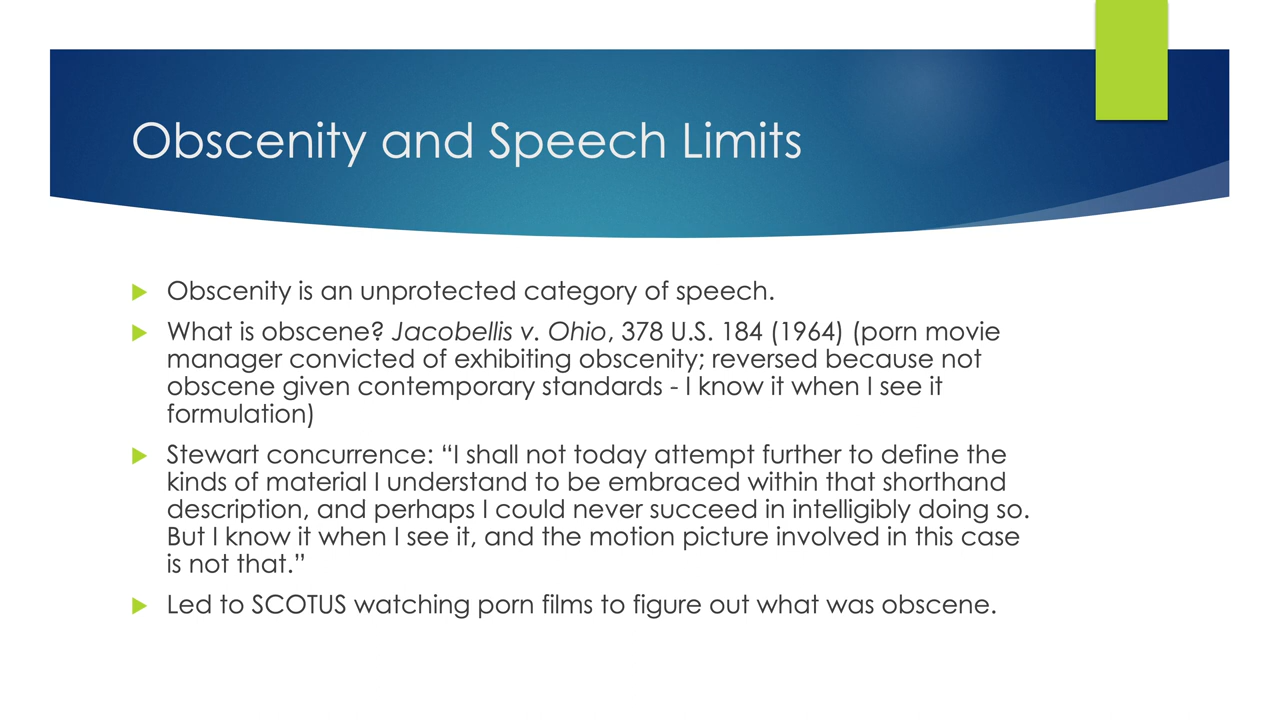 Obscenity and Speech Limits
Obscenity is an unprotected category of speech.
What is obscene? Jacobellis v. Ohio, 378 U.S. 184 (1964) (porn movie
manager convicted of exhibiting obscenity; reversed because not
obscene given contemporary standards - I know it when I see it
formulation)
Stewart concurrence: “I shall not today attempt further to define the
kinds of material I understand to be embraced within that shorthand
description, and perhaps I could never succeed in intelligibly doing so.
But I know it when I see it, and the motion picture involved in this case
is not that.”
Led to SCOTUS watching porn films to figure out what was obscene.